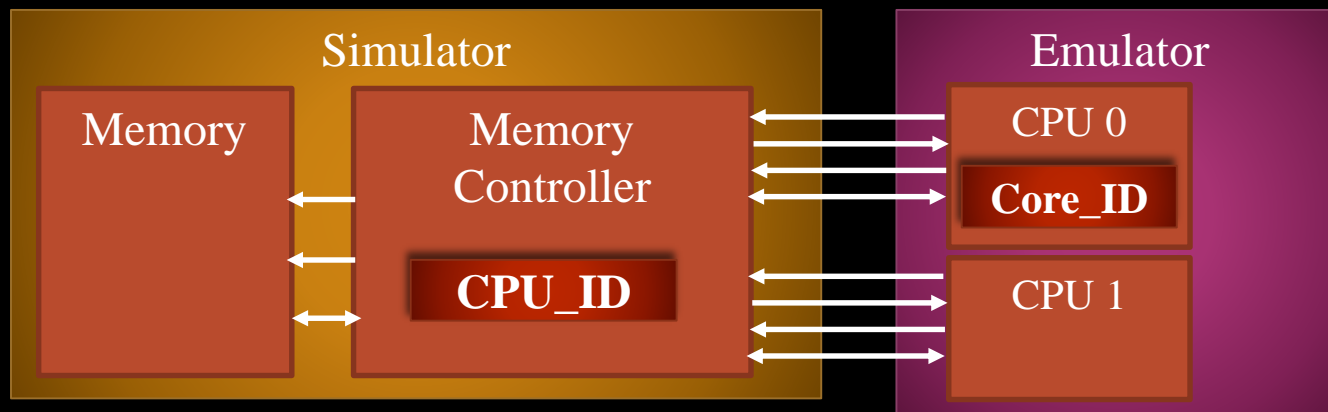 Simulator
Memory
Memory
Controller
CPU_ID
Emulator
CPU 0
Core_ID
CPU 1